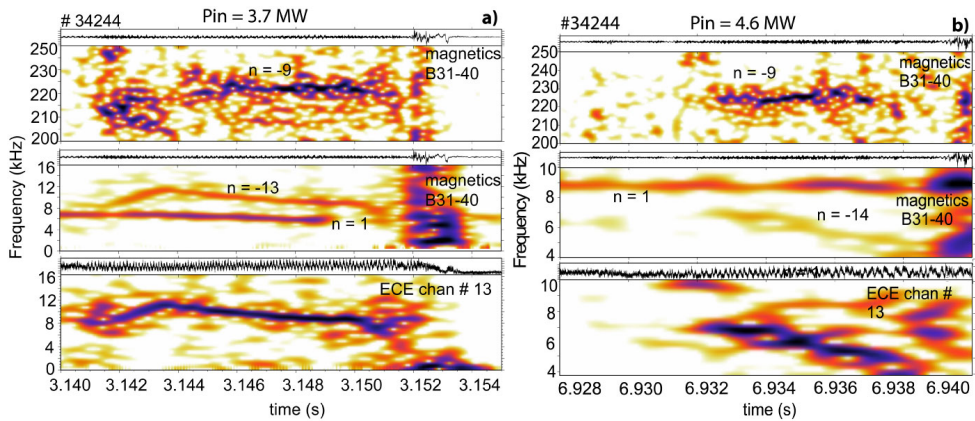 # 34244
Pin = 3.7 MW
a)
250
230
220
210
200
n = -9
magnetics
B31-40
16
12
8
4
0
n = -13
n = 1
magnetics
B31-40
Frequency (kHz)
16
12
8
4
0
ECE chan # 13
3.140 3.142 3.144 3.146 3.148 3.150 3.152 3.154
time (s)
#34244
Pin = 4.6 MW
b)
250
230
220
210
200
n = -9
magnetics
B31-40
10
8
6
4
n = 1
n = -14
magnetics
B31-40
Frequency (kHz)
10
8
6
4
ECE chan #
13
6.928 6.930 6.932 6.934 6.936 6.938 6.940
time (s)